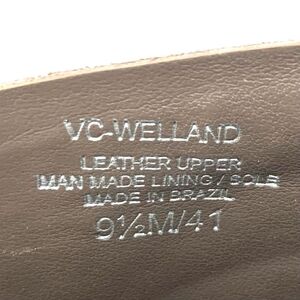 VC-WELLAND
LEATHER UPPER
MAN MADE LINING / SOLE
MADE IN BRAZIL
9½M/41